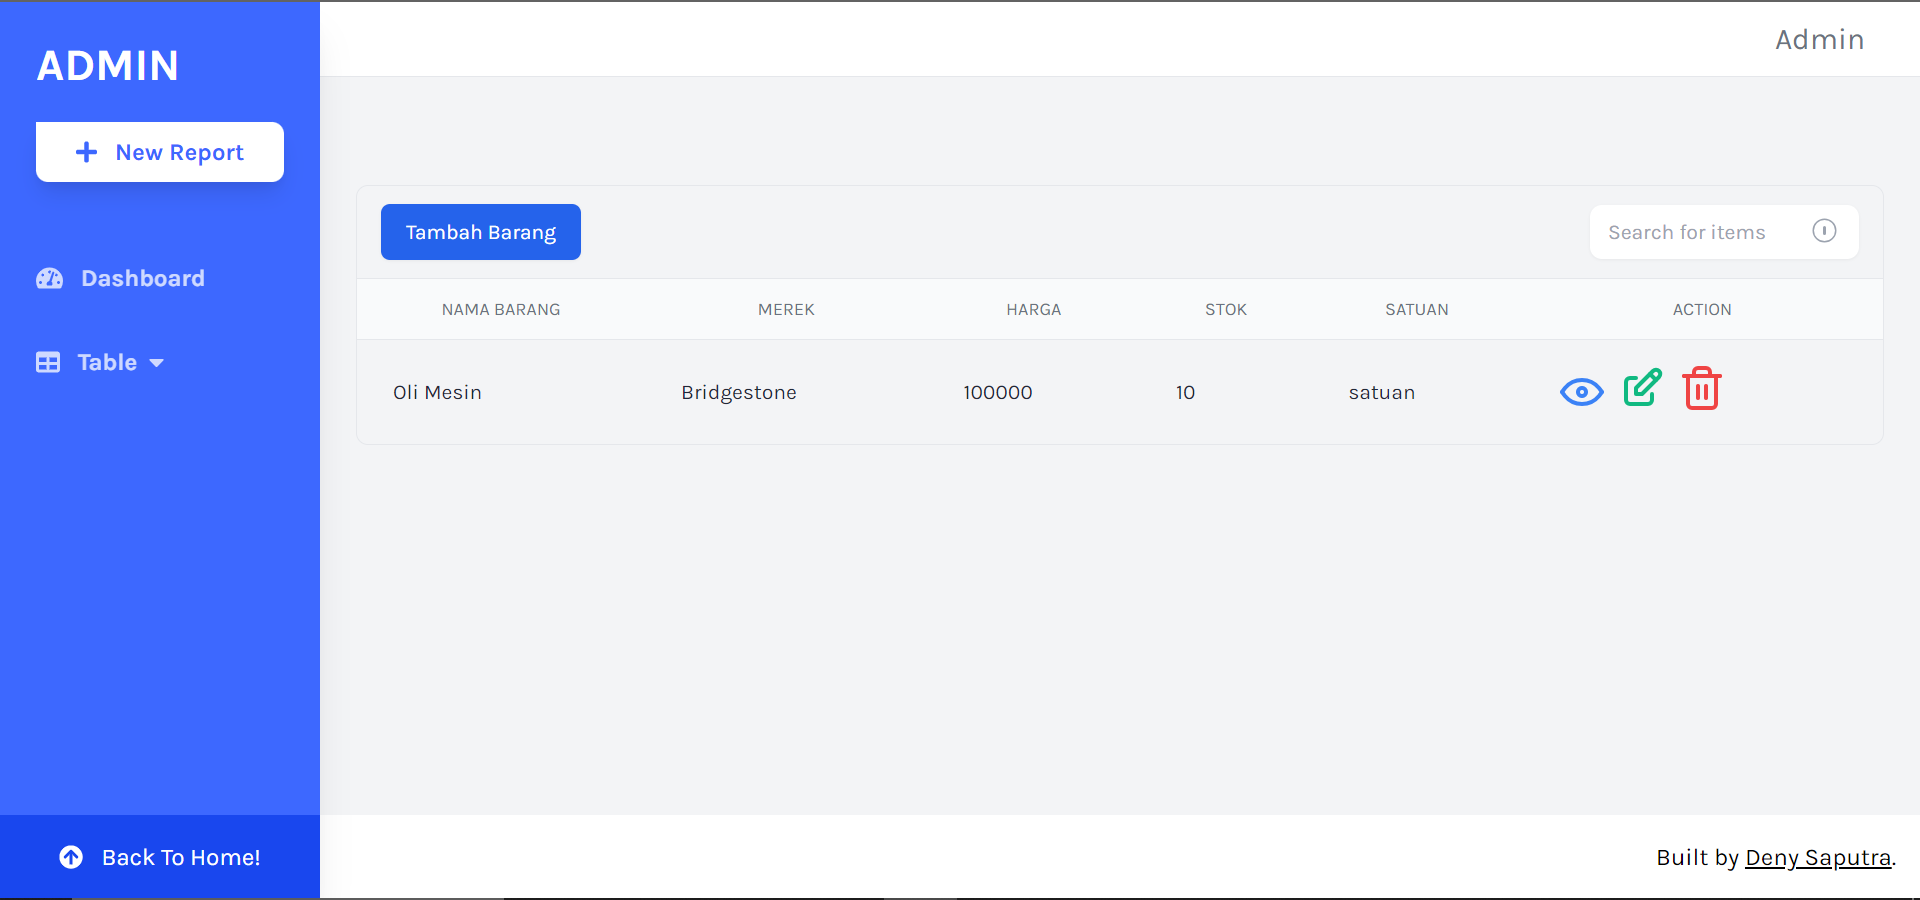 ADMIN
Admin
New Report
Dashboard
Table
Tambah Barang
Search for items
NAMA BARANG MEREK HARGA STOK SATUAN ACTION
Oli Mesin Bridgestone 100000 10 satuan
Back To Home!
Built by Deny Saputra.